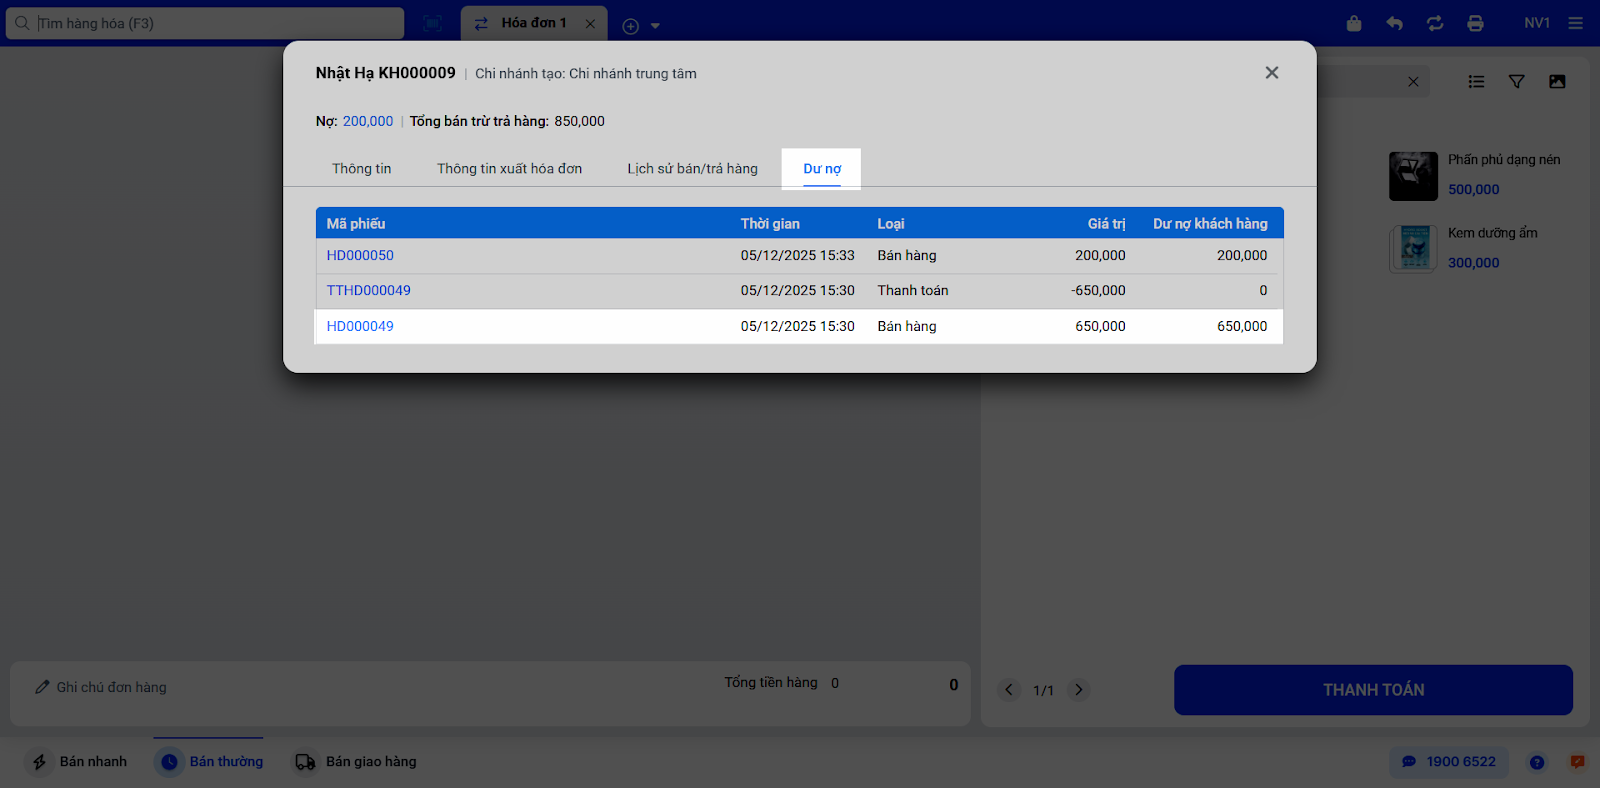 Tìm hàng hóa (F3)
Hóa đơn 1
NV1
Nhật Hạ KH000009 | Chi nhánh tạo: Chi nhánh trung tâm
Nợ: 200,000 | Tổng bán trừ trả hàng: 850,000
Thông tin Thông tin xuất hóa đơn Lịch sử bán/trả hàng Dư nợ
Mã phiếu Thời gian Loại Giá trị Dư nợ khách hàng
HD000050 05/12/2025 15:33 Bán hàng 200,000 200,000
TTHD000049 05/12/2025 15:30 Thanh toán -650,000 0
HD000049 05/12/2025 15:30 Bán hàng 650,000 650,000
Phấn phủ dạng nén
500,000
Kem dưỡng ẩm
300,000
Ghi chú đơn hàng
Tổng tiền hàng 0 0
1/1
THANH TOÁN
Bán nhanh Bán thường Bán giao hàng
1900 6522